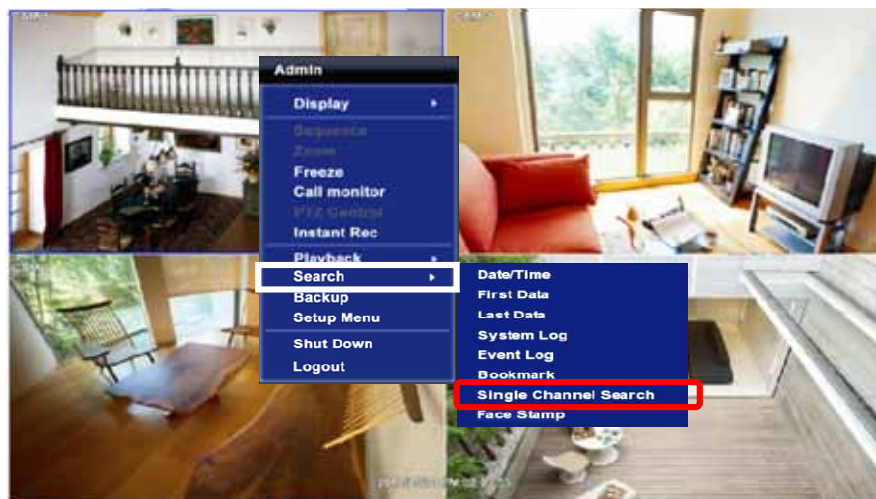 Admin
Display
Sequence
Zoom
Freeze
Call monitor
PTZ Control
Instant Rec
Playback
Search
Backup
Setup Menu
Shut Down
Logout
Date/Time
First Data
Last Data
System Log
Event Log
Bookmark
Single Channel Search
Face Stamp